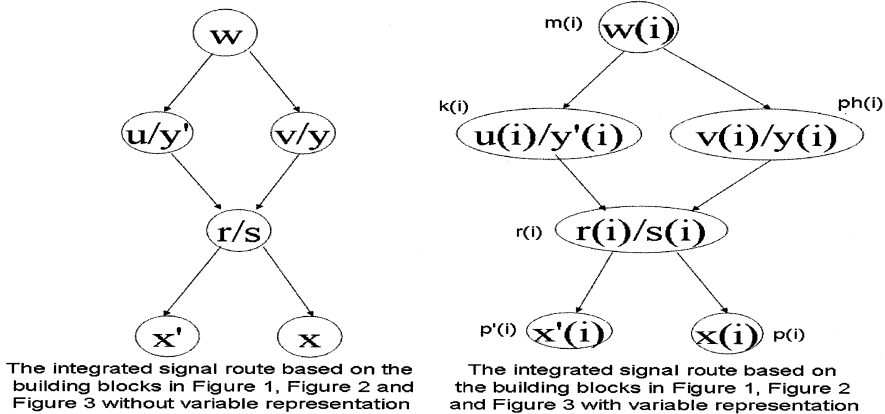 w
u/y'
v/y
r/s
x'
x
The integrated signal route based on the
building blocks in Figure 1, Figure 2 and
Figure 3 without variable representation
m(i)
w(i)
k(i)
ph(i)
u(i)/y'(i)
v(i)/y(i)
r(i)
r(i)/s(i)
p'(i)
x'(i)
x(i)
p(i)
The integrated signal route based on
the building blocks in Figure 1, Figure 2
and Figure 3 with variable representation